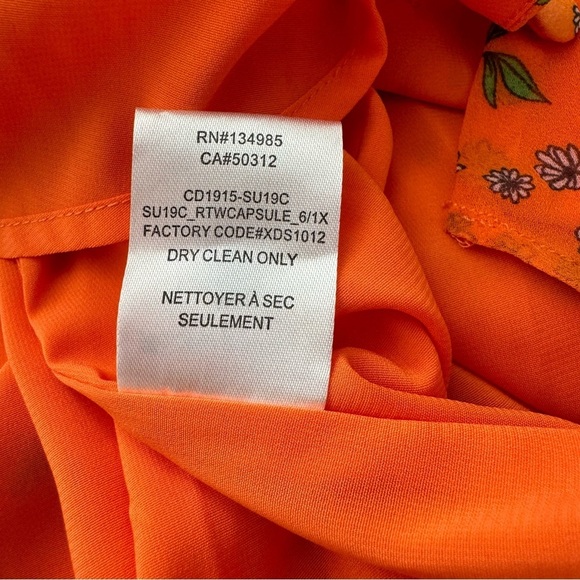 RN#134985
CA#50312
CD1915-SU19C
SU19C_RTWCAPSULE_6/1X
FACTORY CODE#XDS1012
DRY CLEAN ONLY
NETTOYER À SEC
SEULEMENT